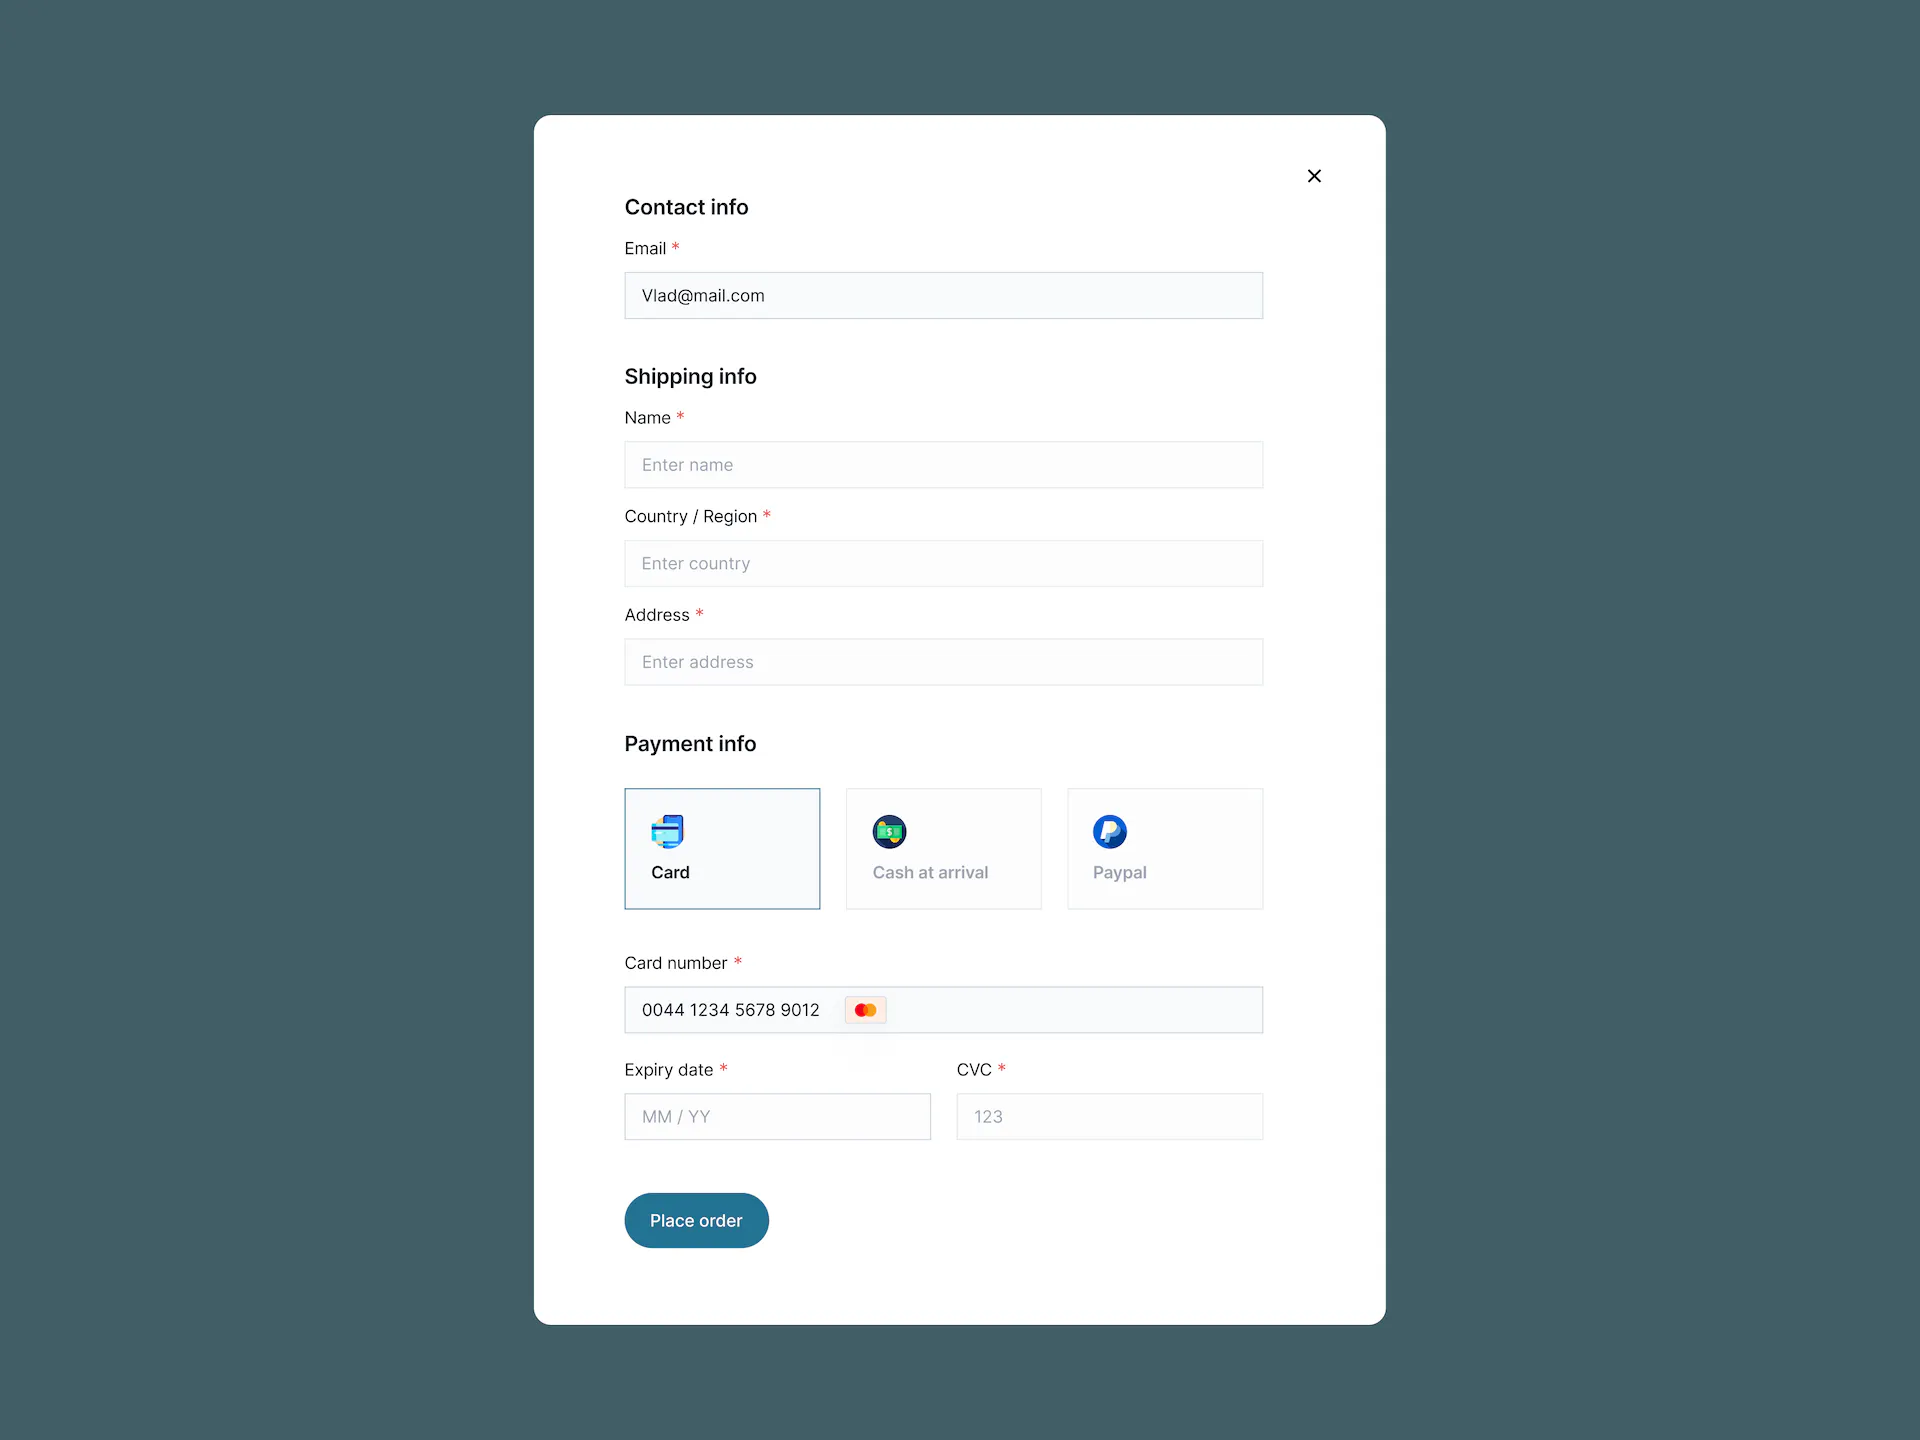 Contact info
Email *
Vlad@mail.com
Shipping info
Name *
Enter name
Country / Region *
Enter country
Address *
Enter address
Payment info
Card
Cash at arrival
Paypal
Card number *
0044 1234 5678 9012
Expiry date *
CVC *
MM / YY
123
Place order